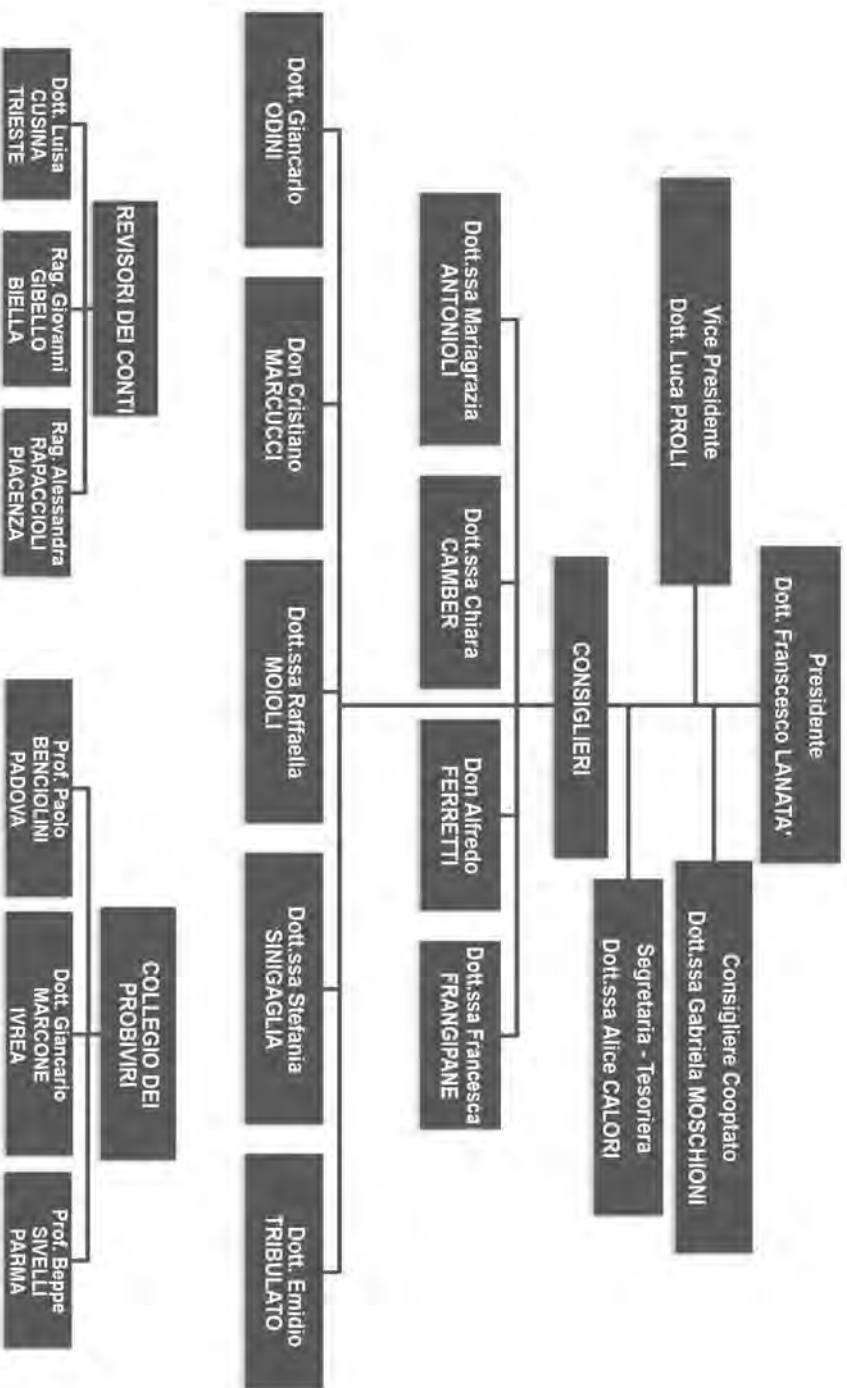 Presidente
Dott. Franscesco LANATA'
Vice Presidente
Dott. Luca PROLI
Consigliere Cooptato
Dott.ssa Gabriela MOSCHIONI
Segretaria - Tesoriera
Dott.ssa Alice CALORI
CONSIGLIERI
Dott.ssa Mariagrazia
ANTONIOLI
Dott.ssa Chiara
CAMBER
Don Alfredo
FERRETTI
Dott.ssa Francesca
FRANGIPANE
Dott. Giancarlo
ODINI
Don Cristiano
MARCUCCI
Dott.ssa Raffaella
MOIOLI
Dott.ssa Stefania
SINIGAGLIA
Dott. Emidio
TRIBULATO
REVISORI DEI CONTI
Dott. Luisa
CUSINA
TRIESTE
Rag. Giovanni
GIBELLO
BIELLA
Rag. Alessandra
RAPACCIOLI
PIACENZA
COLLEGIO DEI
PROBIVIRI
Prof. Paolo
BENCIOLINI
PADOVA
Dott. Giancarlo
MARCONE
IVREA
Prof. Beppe
SIVELLI
PARMA